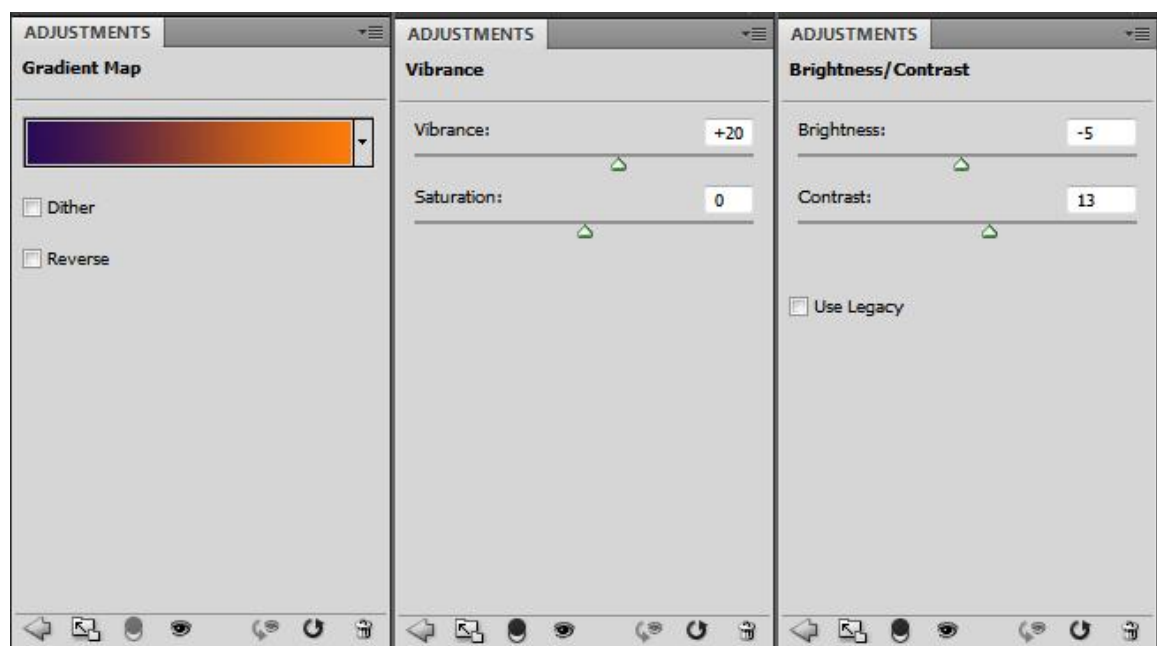 ADJUSTMENTS
Gradient Map
Dither
Reverse
ADJUSTMENTS
Vibrance
Vibrance: +20
Saturation: 0
ADJUSTMENTS
Brightness/Contrast
Brightness: -5
Contrast: 13
Use Legacy